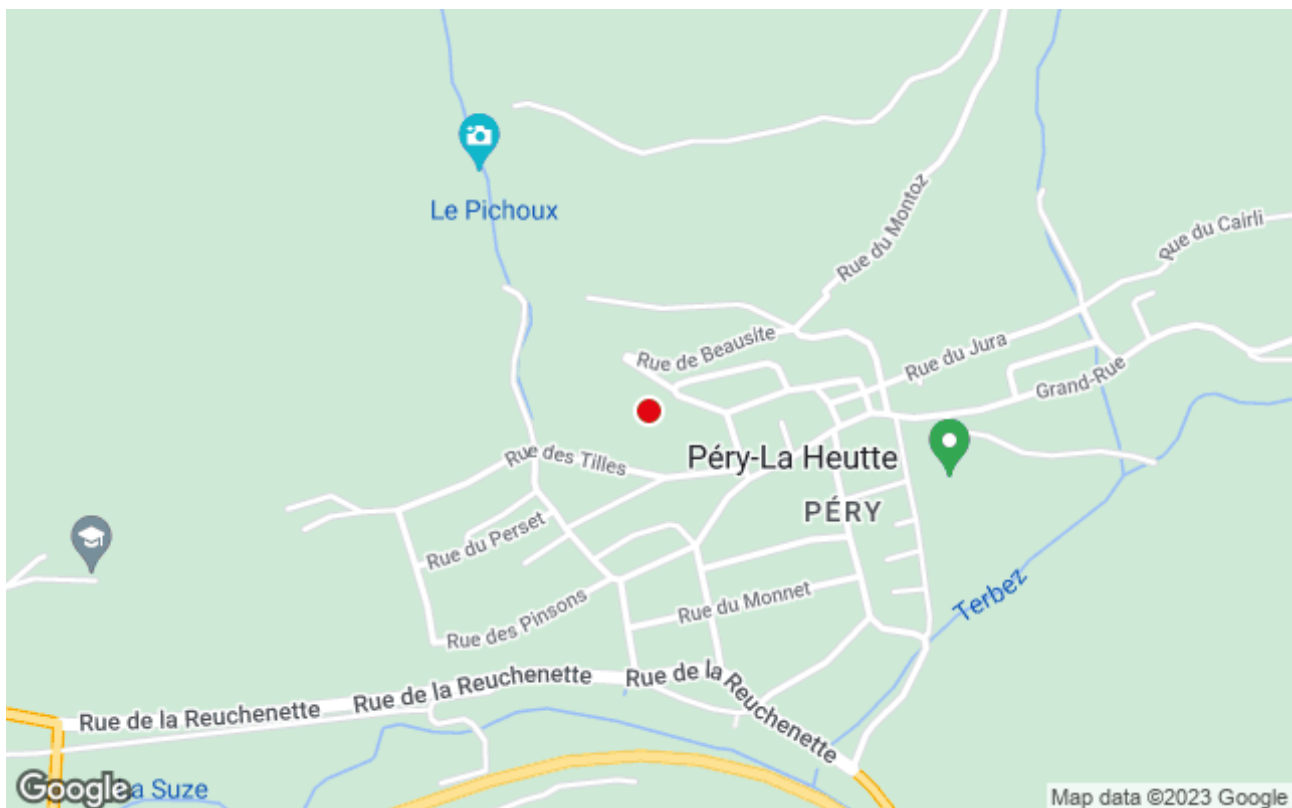 Le Pichoux
Rue du Montoz
Rue du Cairli
Rue de Beausite
Rue du Jura
Grand-Rue
Rue des Tilles
Péry-La Heutte
PÉRY
Rue du Perset
Terbez
Rue du Monnet
Rue des Pinsons
Rue de la Reuchenette
Rue de la Reuchenette
Rue de la Reuchenette
Google
a Suze
Map data ©2023 Google